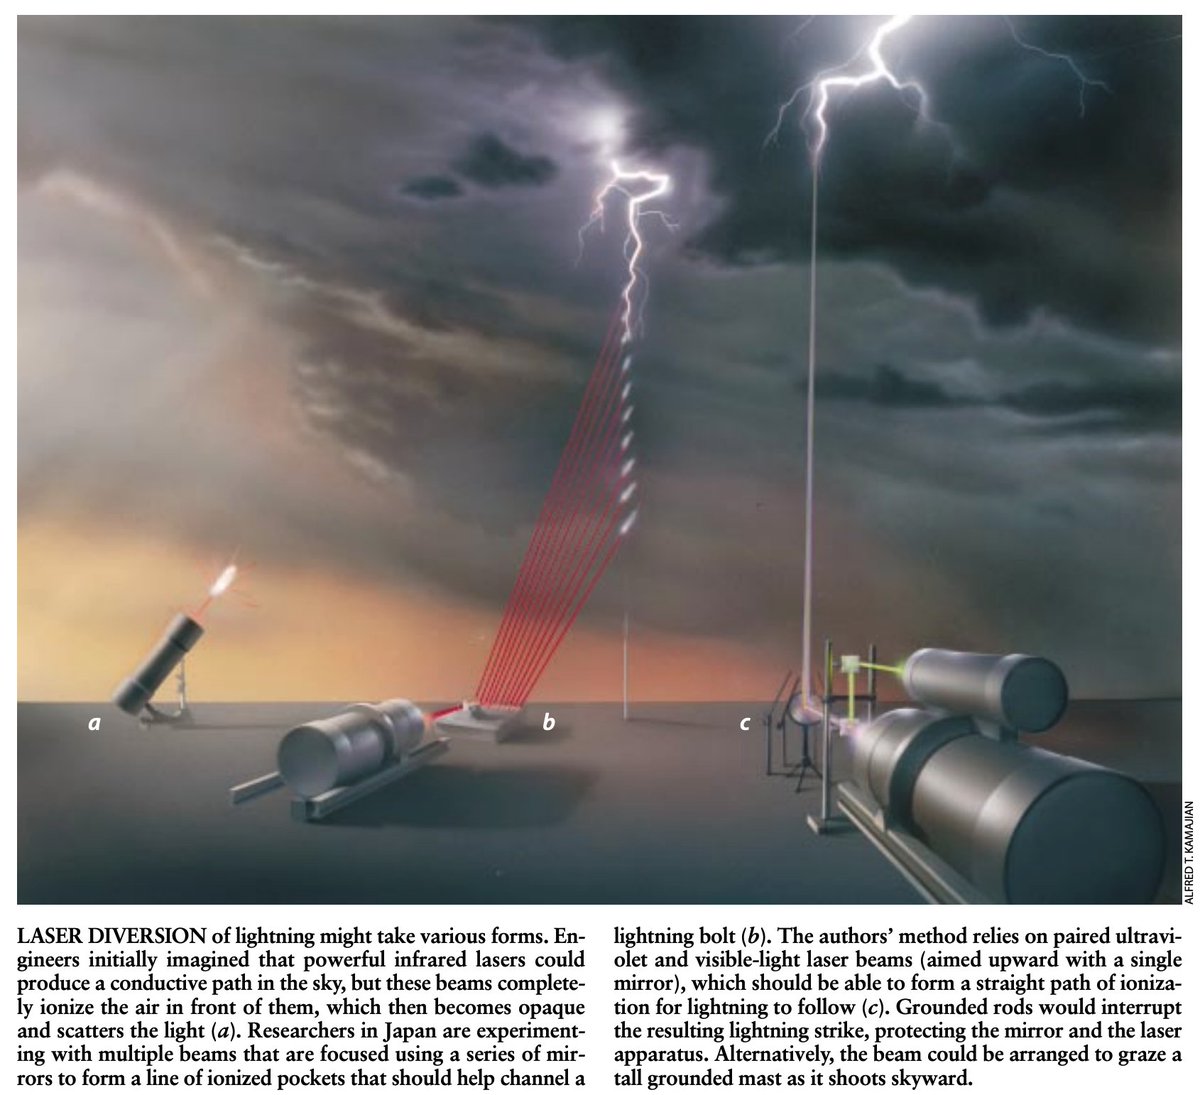 a
b
c
ALFRED T. KAMAJIAN
LASER DIVERSION of lightning might take various forms. En-
gineers initially imagined that powerful infrared lasers could
produce a conductive path in the sky, but these beams complete-
ly ionize the air in front of them, which then becomes opaque
and scatters the light (a). Researchers in Japan are experiment-
ing with multiple beams that are focused using a series of mir-
rors to form a line of ionized pockets that should help channel a
lightning bolt (b). The authors' method relies on paired ultravi-
olet and visible-light laser beams (aimed upward with a single
mirror), which should be able to form a straight path of ioniza-
tion for lightning to follow (c). Grounded rods would interrupt
the resulting lightning strike, protecting the mirror and the laser
apparatus. Alternatively, the beam could be arranged to graze a
tall grounded mast as it shoots skyward.